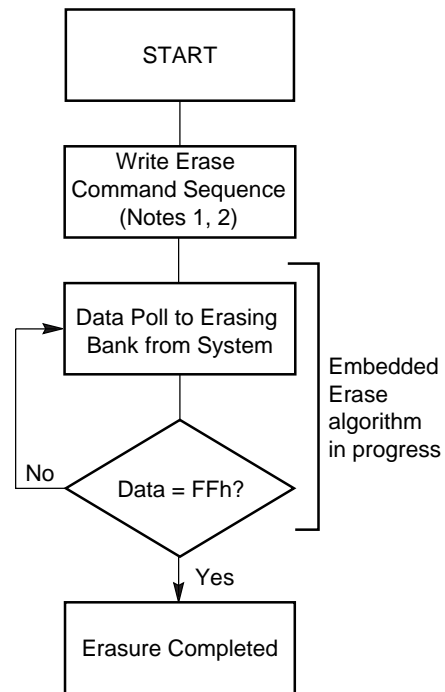 START
Write Erase
Command Sequence
(Notes 1, 2)
Data Poll to Erasing
Bank from System
Embedded
Erase
algorithm
in progress
No
Data = FFh?
Yes
Erasure Completed